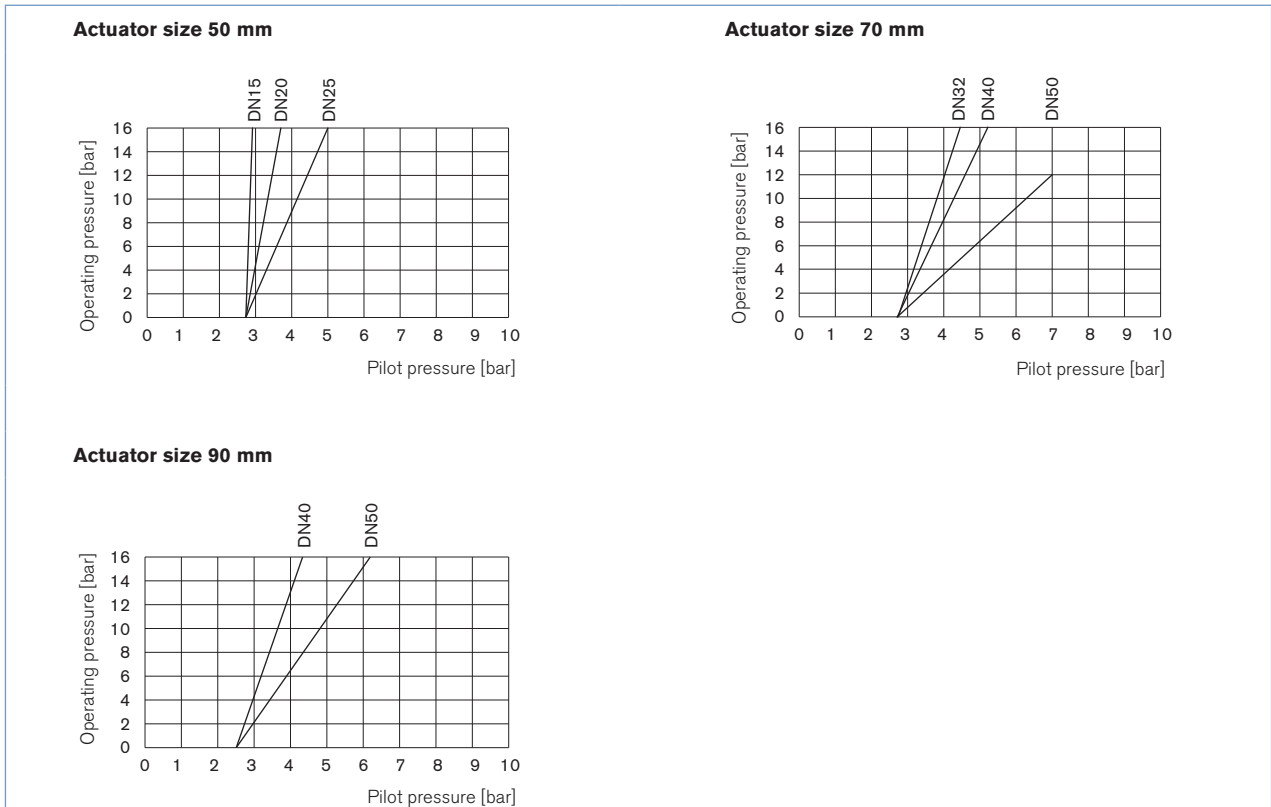 Actuator size 50 mm
DN15
DN20
DN25
Operating pressure [bar]
16
14
12
10
8
6
4
2
0
0 1 2 3 4 5 6 7 8 9 10
Pilot pressure [bar]
Actuator size 70 mm
DN32
DN40
DN50
Operating pressure [bar]
16
14
12
10
8
6
4
2
0
0 1 2 3 4 5 6 7 8 9 10
Pilot pressure [bar]
Actuator size 90 mm
DN40
DN50
Operating pressure [bar]
16
14
12
10
8
6
4
2
0
0 1 2 3 4 5 6 7 8 9 10
Pilot pressure [bar]